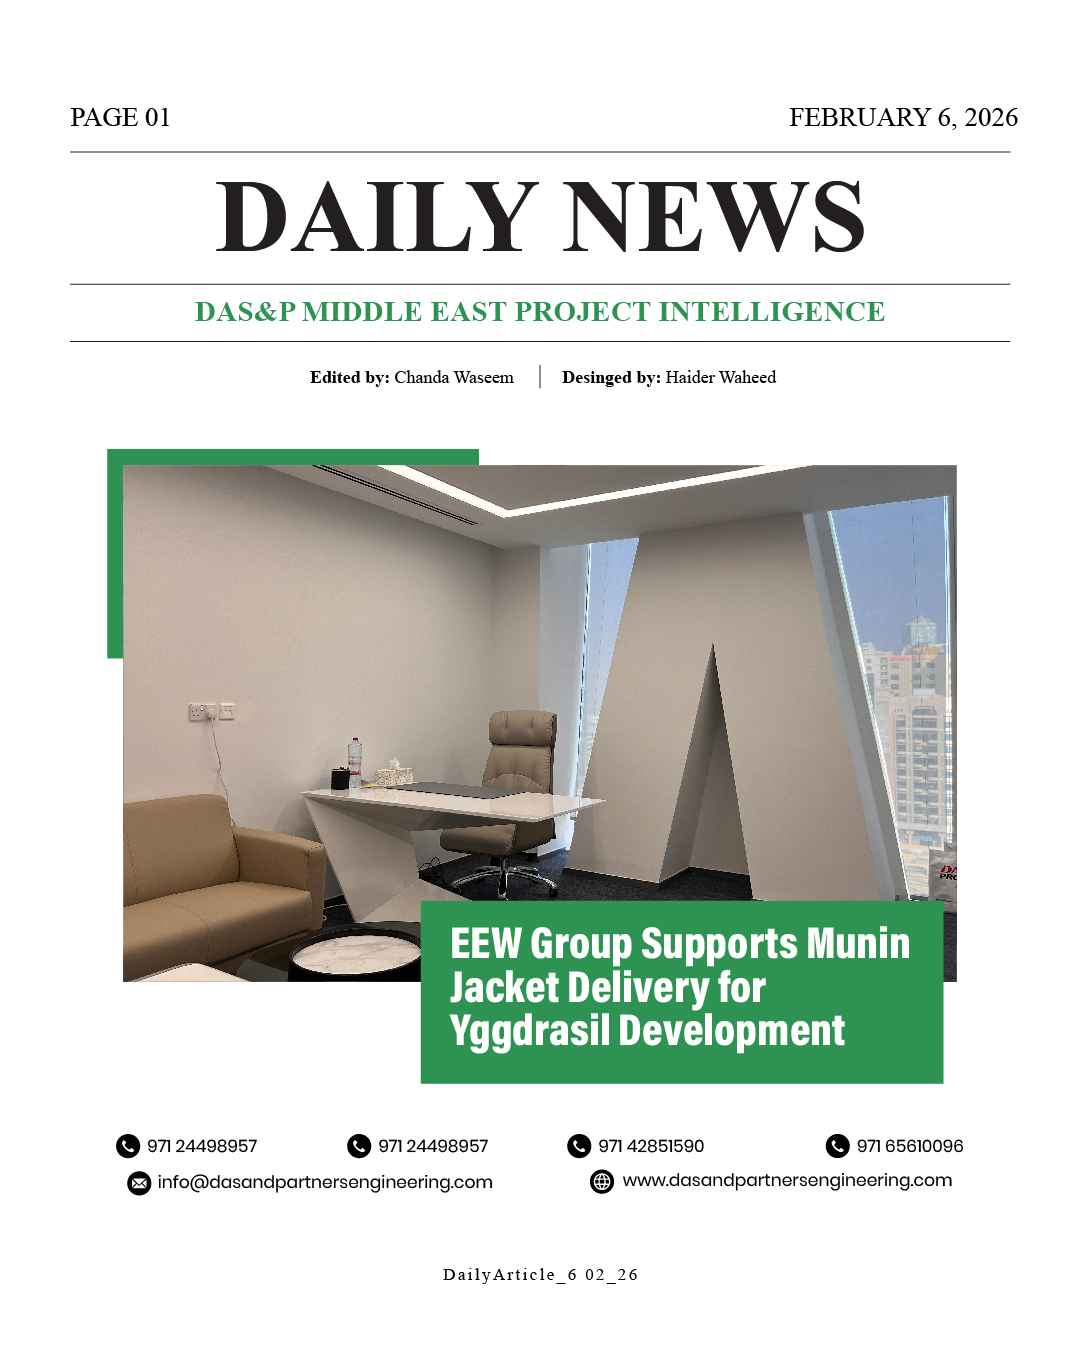 PAGE 01
FEBRUARY 6, 2026
DAILY NEWS
DAS&P MIDDLE EAST PROJECT INTELLIGENCE
Edited by: Chanda Waseem
Desinged by: Haider Waheed
EEW Group Supports Munin
Jacket Delivery for
Yggdrasil Development
971 24498957
971 24498957
971 42851590
971 65610096
info@dasandpartnersengineering.com
www.dasandpartnersengineering.com
DailyArticle_6 02_26